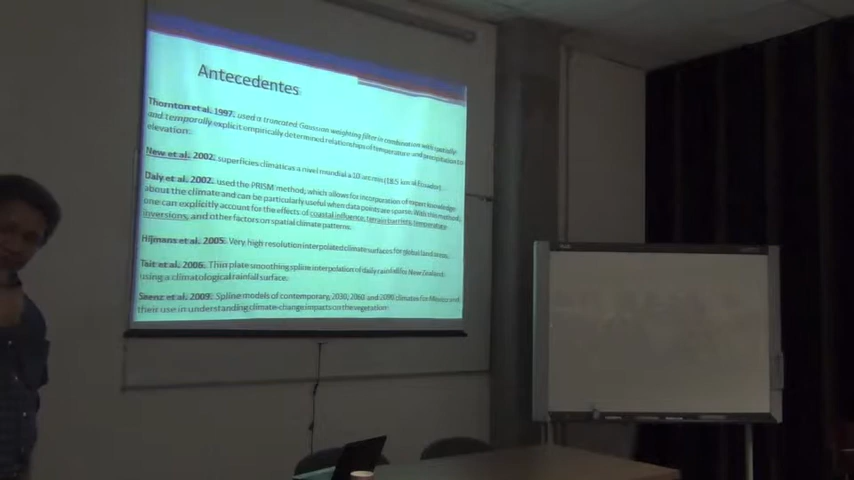 Antecedentes
Thornton et al. 1997. used a truncated Gaussian weighting filter in combination with spatially
and temporally explicit empirically determined relationships of temperature and precipitation to
elevation.
New et al. 2002. superficies climaticas a nivel mundial a 10 arc min (18.5 km al Ecuador)
Daly et al. 2002. used the PRISM method, which allows for incorporation of expert knowledge
about the climate and can be particularly useful when data points are sparse. With this method,
one can explicitly account for the effects of coastal influence, terrain barriers, temperature
inversions, and other factors on spatial climate patterns.
Hijmans et al. 2005. Very high resolution interpolated climate surfaces for global land areas.
Tait et al. 2006. Thin plate smoothing spline interpolation of daily rainfall for New Zealand
using a climatological rainfall surface.
Saenz et al. 2009. Spline models of contemporary, 2030, 2060 and 2090 climates for Mexico and
their use in understanding climate-change impacts on the vegetation